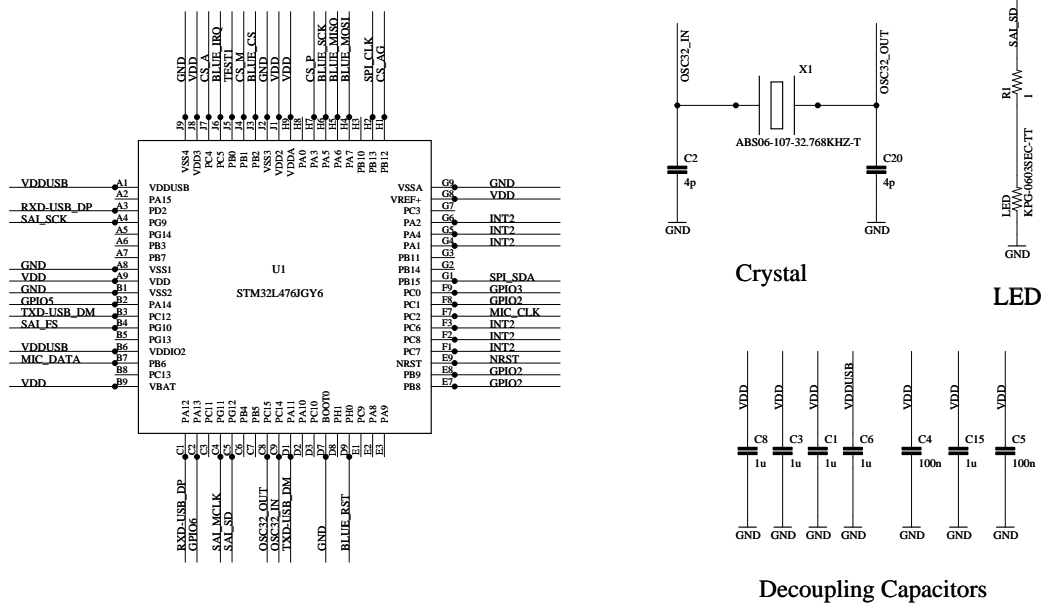 GND VDD CS_A BLUE_IRQ TEST1 CS_M BLUE_CS GND VDD VDD CS_P BLUE_SCK BLUE_MISO BLUE_MOSI SPI_CLK CS_AG
J9 J8 J7 J6 J5 J4 J3 J2 J1 H9 H8 H7 H6 H5 H4 H3 H2 H1
VSS4 VDD3 PC4 PC5 PB0 PB1 PB2 VSS3 VDD2 VDDA PA0 PA3 PA5 PA6 PA7 PB10 PB13 PB12
VDDUSB A1 VDDUSB
A2 PA15
RXD-USB_DP A3 PD2
SAI_SCK A4 PG9
A5 PG14
A6 PB3
A7 PB7
GND A8 VSS1
VDD A9 VDD
GND B1 VSS2
GPIO5 B2 PA14
TXD-USB_DM B3 PC12
SAI_FS B4 PG10
B5 PG13
VDDUSB B6 VDDIO2
MIC_DATA B7 PB6
B8 PC13
VDD B9 VBAT
U1
STM32L476JGY6
VSSA G9 GND
VREF+ G8 VDD
PC3 G7
PA2 G6 INT2
PA4 G5 INT2
PA1 G4 INT2
PB11 G3
PB14 G2
PB15 G1 SPI_SDA
PC0 F9 GPIO3
PC1 F8 GPIO2
PC2 F7 MIC_CLK
PC6 F3 INT2
PC8 F2 INT2
PC7 F1 INT2
NRST E9 NRST
PB9 E8 GPIO2
PB8 E7 GPIO2
PA12 PA13 PC11 PG11 PG12 PB4 PB5 PC15 PC14 PA11 PA10 PC10 BOOT0 PH1 PH0 PC9 PA8 PA9
C1 C2 C3 C4 C5 C6 C7 C8 C9 D1 D2 D3 D7 D8 D9 E1 E2 E3
RXD-USB_DP GPIO6 SAI_MCLK SAI_SD OSC32_OUT OSC32_IN TXD-USB_DM GND BLUE_RST
OSC32_IN
OSC32_OUT
X1
ABS06-107-32.768KHZ-T
C2
4p
C20
4p
GND
GND
Crystal
SAI_SD
R1
1
LED
KPG-0603SEC-TT
GND
LED
VDD VDD VDD VDDUSB VDD VDD VDD
C8 C3 C1 C6 C4 C15 C5
1u 1u 1u 1u 100n 1u 100n
GND GND GND GND GND GND GND
Decoupling Capacitors